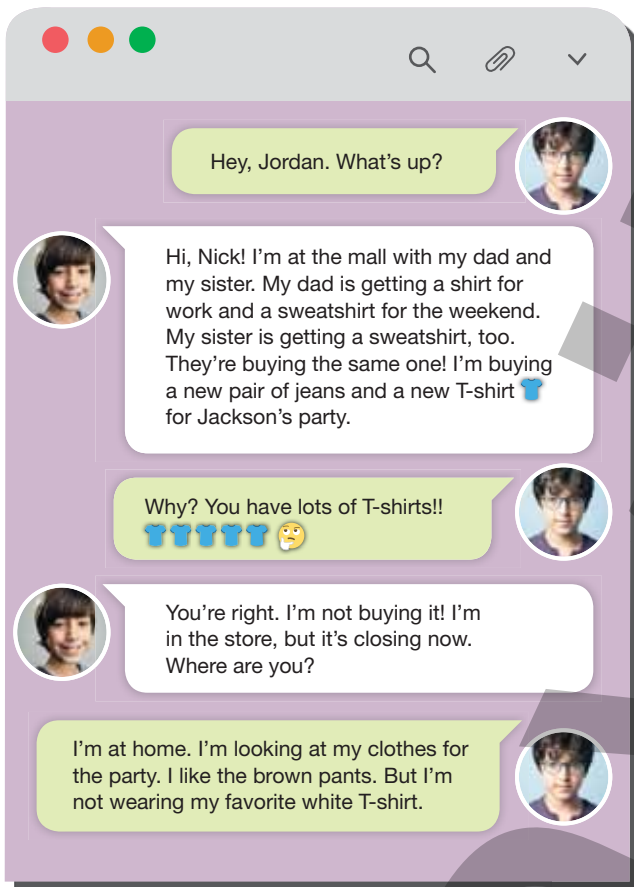 Hey, Jordan. What's up?
Hi, Nick! I'm at the mall with my dad and
my sister. My dad is getting a shirt for
work and a sweatshirt for the weekend.
My sister is getting a sweatshirt, too.
They're buying the same one! I'm buying
a new pair of jeans and a new T-shirt 👕
for Jackson's party.
Why? You have lots of T-shirts!!
👕👕👕👕👕 🤔
You're right. I'm not buying it! I'm
in the store, but it's closing now.
Where are you?
I'm at home. I'm looking at my clothes for
the party. I like the brown pants. But I'm
not wearing my favorite white T-shirt.